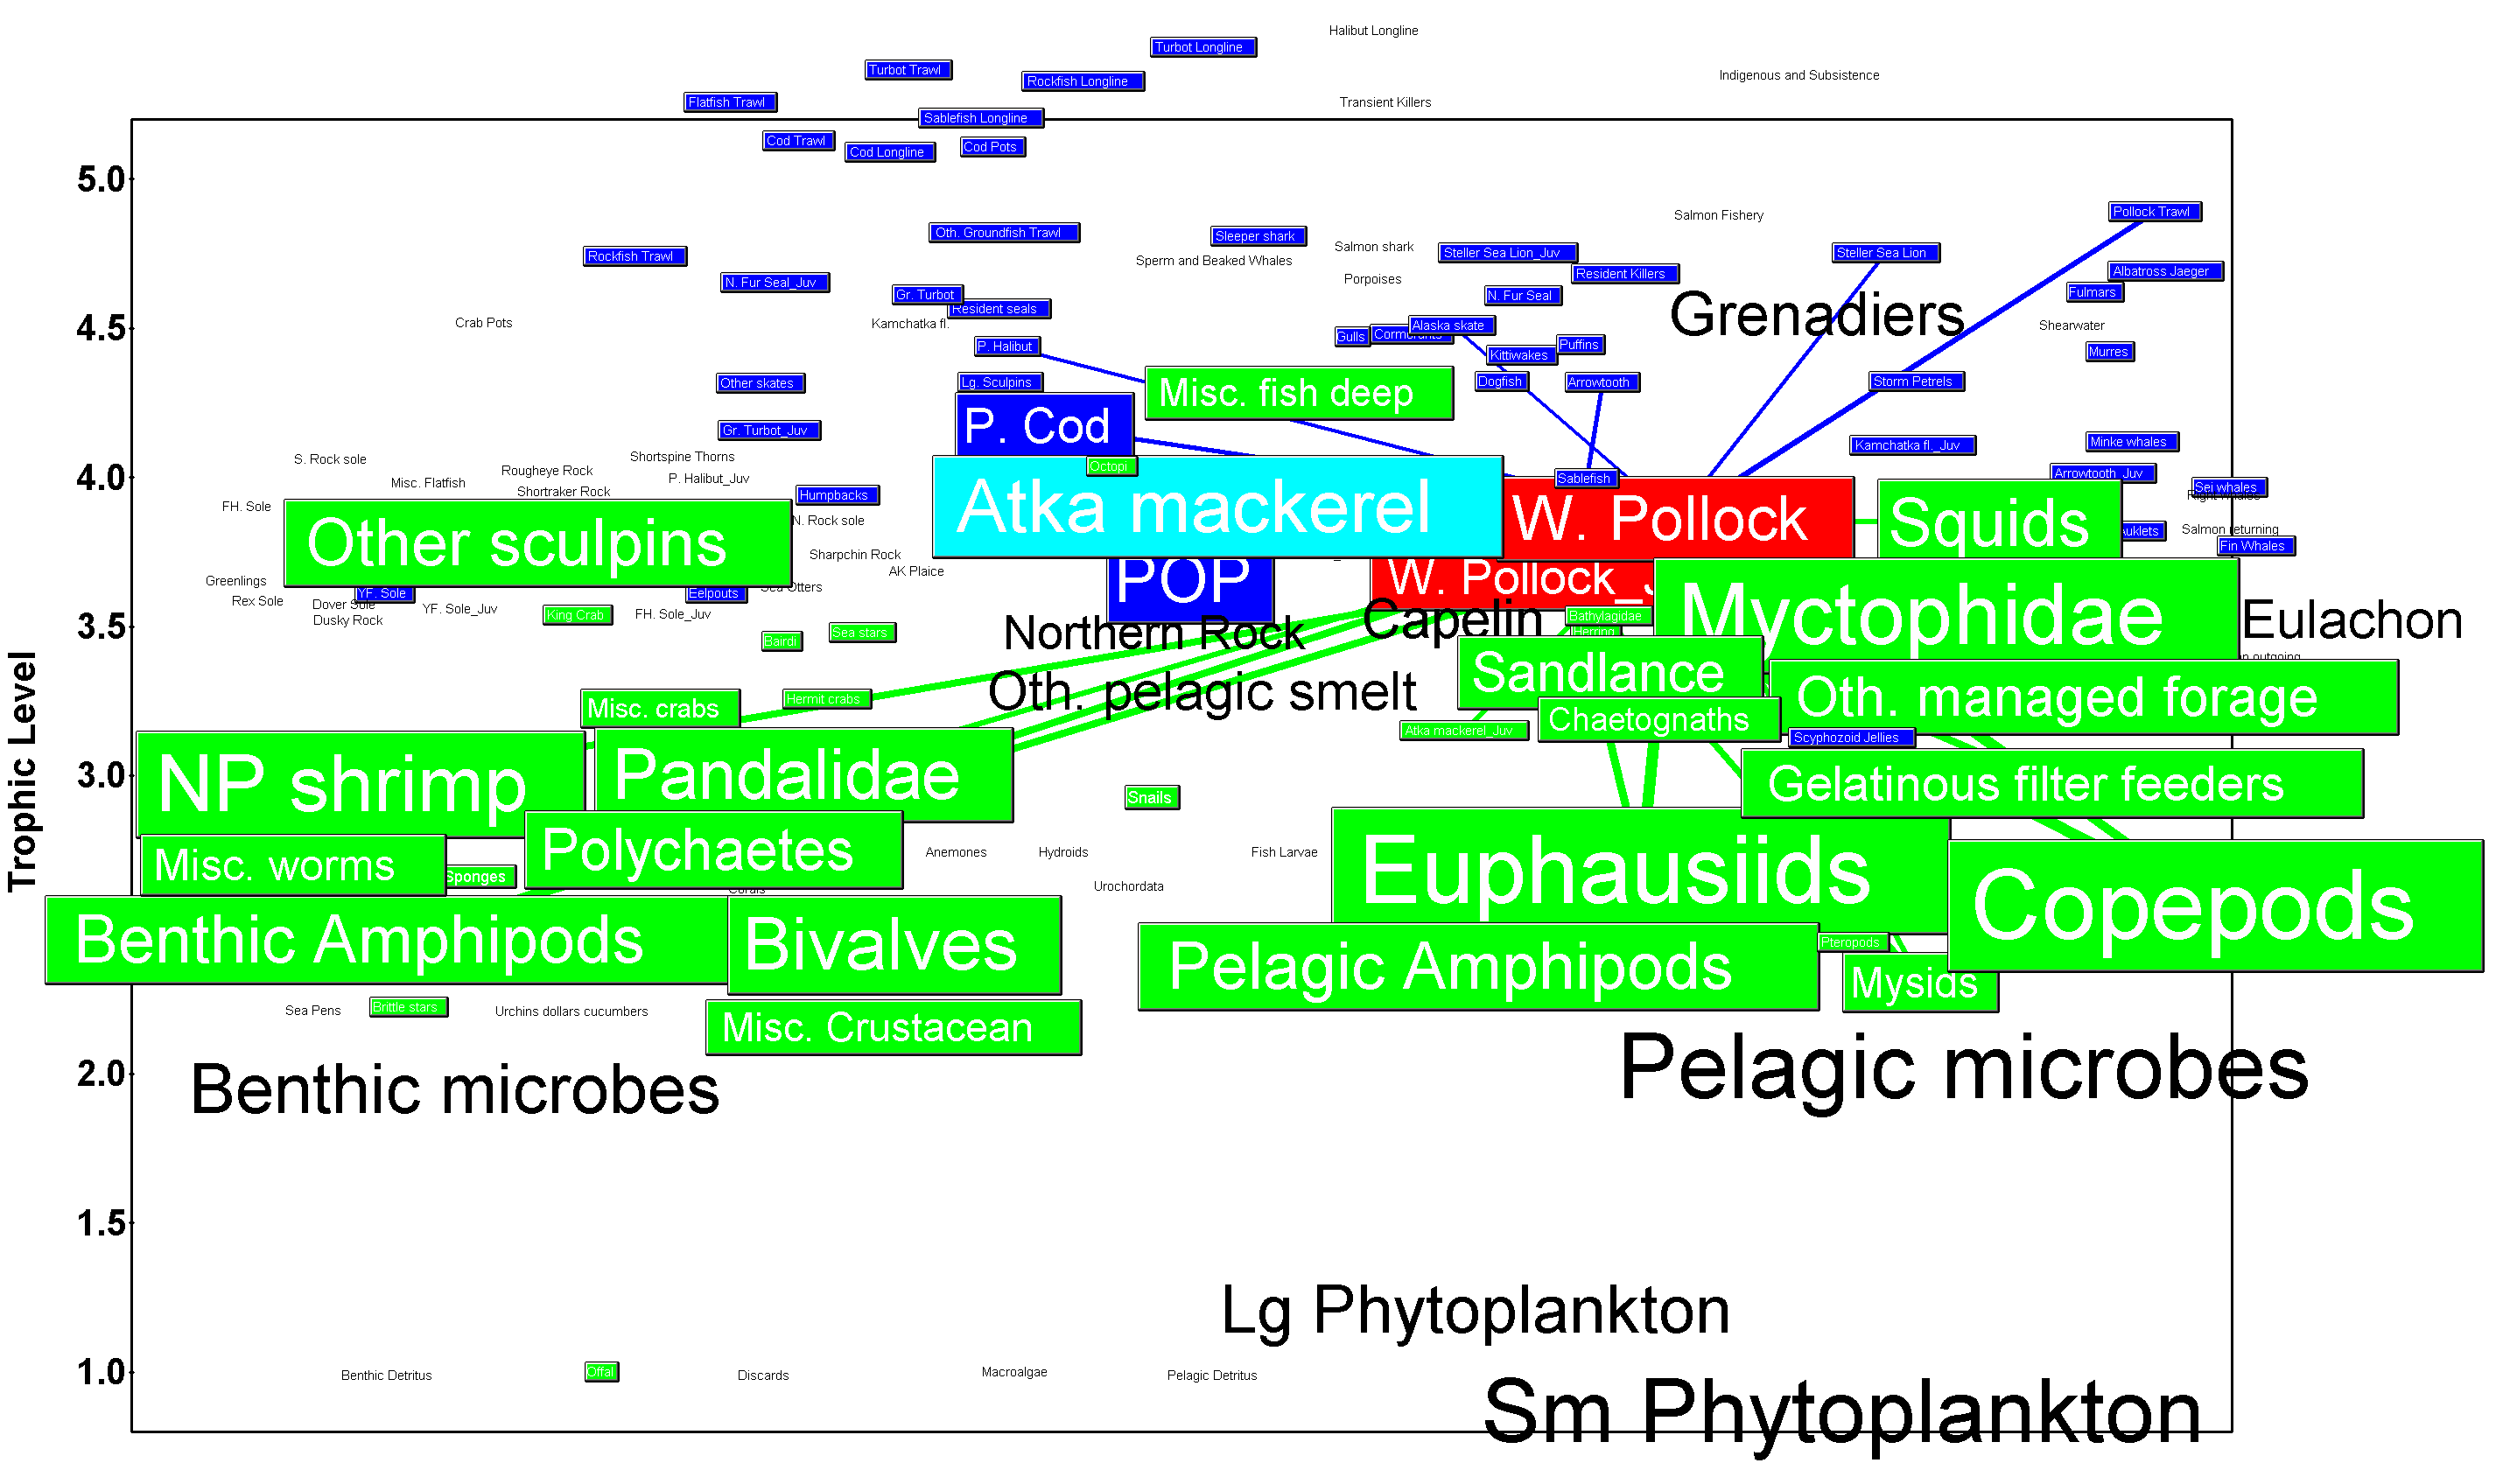 Halibut Longline
Turbot Longline
Turbot Trawl
Rockfish Longline
Indigenous and Subsistence
Flatfish Trawl
Transient Killers
Sablefish Longline
Cod Trawl
Cod Longline
Cod Pots
5.0
Pollock Trawl
Salmon Fishery
Oth. Groundfish Trawl
Sleeper shark
Salmon shark
Rockfish Trawl
Sperm and Beaked Whales
Steller Sea Lion_Juv
Steller Sea Lion
N. Fur Seal_Juv
Porpoises
Resident Killers
Albatross Jaeger
Gr. Turbot
N. Fur Seal
Fulmars
Resident seals
Grenadiers
4.5
Crab Pots
Kamchatka fl.
Gulls
Alaska skate
Shearwater
P. Halibut
Kittiwakes
Puffins
Murres
Other skates
Lg. Sculpins
Misc. fish deep
Dogfish
Arrowtooth
Storm Petrels
Gr. Turbot_Juv
P. Cod
Kamchatka fl._Juv
Minke whales
S. Rock sole
Rougheye Rock
Shortspine Thorns
Octopi
4.0
Misc. Flatfish
Shortraker Rock
P. Halibut_Juv
Humpbacks
Sablefish
Arrowtooth_Juv
Sei whales
FH. Sole
N. Rock sole
Atka mackerel
W. Pollock
Squids
Auklets
Salmon returning
Other sculpins
Sharpchin Rock
Fin Whales
AK Plaice
Greenlings
YF. Sole
Eelpouts
Sea Otters
POP
W. Pollock_J
Rex Sole
Dover Sole
Dusky Rock
YF. Sole_Juv
King Crab
FH. Sole_Juv
Capelin
Bathylagidae
Herring
Myctophidae
Eulachon
3.5
Bairdi
Sea stars
Northern Rock
outgoing
Trophic Level
Misc. crabs
Hermit crabs
Oth. pelagic smelt
Sandlance
Oth. managed forage
Chaetognaths
Atka mackerel_Juv
Scyphozoid Jellies
3.0
NP shrimp
Pandalidae
Snails
Gelatinous filter feeders
Misc. worms
Sponges
Polychaetes
Anemones
Hydroids
Fish Larvae
Euphausiids
Corals
Urochordata
Copepods
Benthic Amphipods
Bivalves
Pelagic Amphipods
Pteropods
Mysids
Sea Pens
Brittle stars
Urchins dollars cucumbers
Misc. Crustacean
2.0
Benthic microbes
Pelagic microbes
1.5
Lg Phytoplankton
1.0
Benthic Detritus
Offal
Discards
Macroalgae
Pelagic Detritus
Sm Phytoplankton